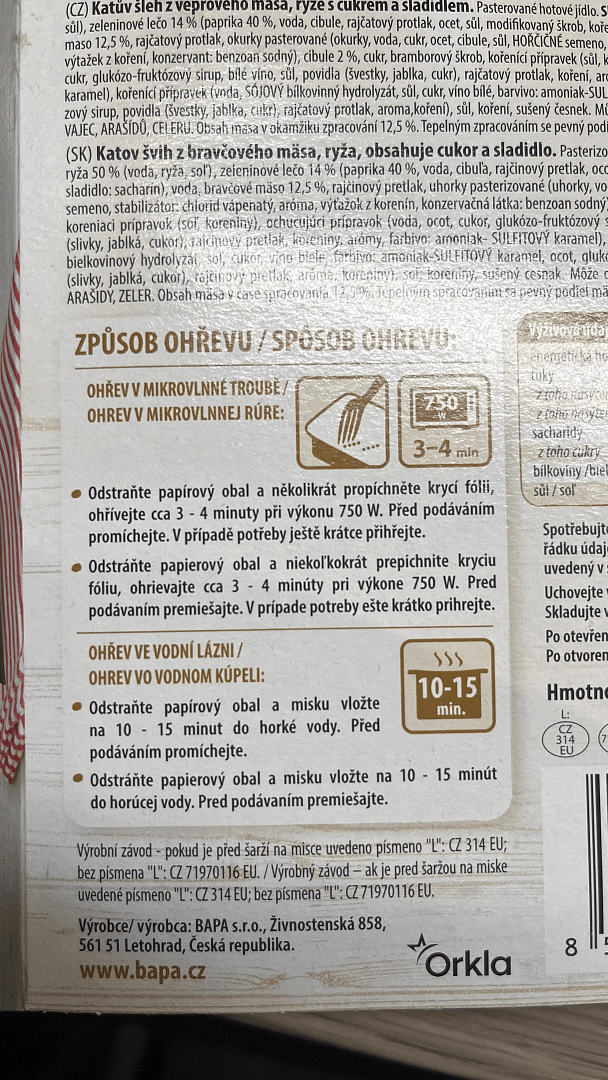 (CZ) Katův šleh z vepřového masa, rýže s cukrem a sladidlem. Pasterované hotové jídlo.
sůl), zeleninové lečo 14 % (paprika 40 %, voda, cibule, rajčatový protlak, ocet, sůl, modifikovaný škrob,
maso 12,5 %, rajčatový protlak, okurky pasterované (okurky, voda, cukr, ocet, cibule, sůl, HOŘČIČNÉ semeno,
výtažek z koření, konzervant: benzoan sodný), cibule 2 %, cukr, bramborový škrob, kořenící přípravek (sůl,
cukr, glukózo-fruktózový sirup, bílé víno, sůl, povidla (švestky, jablka, cukr), rajčatový protlak, koření,
karamel), kořenící přípravek (voda, SÓJOVÝ bílkovinný hydrolyzát, sůl, cukr, víno bílé, barvivo: amoniak-
zový sirup, povidla (švestky, jablka, cukr), rajčatový protlak, aroma,koření), sůl, koření, sušený česnek.
VAJEC, ARAŠÍDŮ, CELERU. Obsah masa v okamžiku zpracování 12,5 %. Tepelným zpracováním se pevný
(SK) Katov švih z bravčového mäsa, ryža, obsahuje cukor a sladidlo.
ryža 50 % (voda, ryža, soľ), zeleninové lečo 14 % (paprika 40 %, voda, cibuľa, rajčinový pretlak,
sladidlo: sacharín), voda, bravčové mäso 12,5 %, rajčinový pretlak, uhorky pasterizované (uhorky,
semeno, stabilizátor: chlorid vápenatý, aróma, výťažok z korenín, konzervačná látka: benzoan sodný)
koreniaci prípravok (soľ, koreniny), ochucujúci prípravok (voda, ocot, cukor, glukózo-fruktózový
(slivky, jablká, cukor), rajčinový pretlak, koreniny, arómy, farbivo: amoniak- SULFITOVÝ karamel),
bielkovinový hydrolyzát, soľ, cukor, víno biele, farbivo: amoniak-SULFITOVÝ karamel, ocot,
(slivky, jablká, cukor), rajčinový pretlak, aróma, koreniny), soľ, koreniny, sušený cesnak. Môže
ARAŠIDY, ZELER. Obsah mäsa v čase spracovania 12,5%. Tepelným spracovaním sa pevný podiel
ZPŮSOB OHŘEVU / SPÔSOB OHREVU:
OHŘEV V MIKROVLNNÉ TROUBĚ /
OHREV V MIKROVLNNEJ RÚRE:
750
W
3–4 min
• Odstraňte papírový obal a několikrát propíchněte krycí fólii,
ohřívejte cca 3 - 4 minuty při výkonu 750 W. Před podáváním
promíchejte. V případě potřeby ještě krátce přihřejte.
• Odstráňte papierový obal a niekoľkokrát prepichnite kryciu
fóliu, ohrievajte cca 3 - 4 minúty pri výkone 750 W. Pred
podávaním premiešajte. V prípade potreby ešte krátko prihrejte.
OHŘEV VE VODNÍ LÁZNI /
OHREV VO VODNOM KÚPELI:
10-15
min.
• Odstraňte papírový obal a misku vložte
na 10 - 15 minut do horké vody. Před
podáváním promíchejte.
• Odstráňte papierový obal a misku vložte na 10 - 15 minút
do horúcej vody. Pred podávaním premiešajte.
Výrobní závod - pokud je před šarží na misce uvedeno písmeno "L": CZ 314 EU;
bez písmena "L": CZ 71970116 EU. / Výrobný závod – ak je pred šaržou na miske
uvedené písmeno "L": CZ 314 EU; bez písmena "L": CZ 71970116 EU.
Výrobce/ výrobca: BAPA s.r.o., Živnostenská 858,
561 51 Letohrad, Česká republika.
www.bapa.cz
Orkla
Výživové
energetická
tuky
z toho
z toho
sacharidy
z toho cukry
bílkoviny
sůl / soľ
Spotřebujte
řádku
uvedený v
Uchovejte
Skladujte
Po otevření
Po otvorení
Hmotnost
L:
CZ
314
EU
8